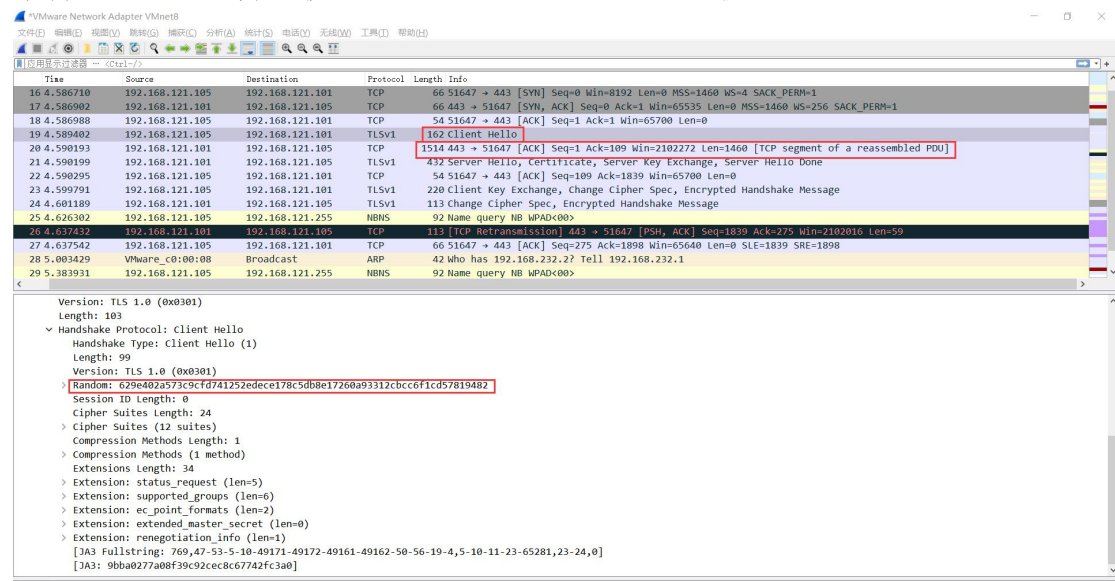 *VMware Network Adapter VMnet8
文件(F) 编辑(E) 视图(V) 跳转(G) 捕获(C) 分析(A) 统计(S) 电话(Y) 无线(W) 工具(T) 帮助(H)
应用显示过滤器 … <Ctrl-/>
Time Source Destination Protocol Length Info
16 4.586710 192.168.121.105 192.168.121.101 TCP 66 51647 → 443 [SYN] Seq=0 Win=8192 Len=0 MSS=1460 WS=4 SACK_PERM=1
17 4.586902 192.168.121.101 192.168.121.105 TCP 66 443 → 51647 [SYN, ACK] Seq=0 Ack=1 Win=65535 Len=0 MSS=1460 WS=256 SACK_PERM=1
18 4.586988 192.168.121.105 192.168.121.101 TCP 54 51647 → 443 [ACK] Seq=1 Ack=1 Win=65700 Len=0
19 4.589402 192.168.121.105 192.168.121.101 TLSv1 162 Client Hello
20 4.590193 192.168.121.101 192.168.121.105 TCP 1514 443 → 51647 [ACK] Seq=1 Ack=109 Win=2102272 Len=1460 [TCP segment of a reassembled PDU]
21 4.590199 192.168.121.101 192.168.121.105 TLSv1 432 Server Hello, Certificate, Server Key Exchange, Server Hello Done
22 4.590295 192.168.121.105 192.168.121.101 TCP 54 51647 → 443 [ACK] Seq=109 Ack=1839 Win=65700 Len=0
23 4.599791 192.168.121.105 192.168.121.101 TLSv1 220 Client Key Exchange, Change Cipher Spec, Encrypted Handshake Message
24 4.601189 192.168.121.101 192.168.121.105 TLSv1 113 Change Cipher Spec, Encrypted Handshake Message
25 4.626302 192.168.121.105 192.168.121.255 NBNS 92 Name query NB WPAD<00>
26 4.637432 192.168.121.101 192.168.121.105 TCP 113 [TCP Retransmission] 443 → 51647 [PSH, ACK] Seq=1839 Ack=275 Win=2102016 Len=59
27 4.637542 192.168.121.105 192.168.121.101 TCP 66 51647 → 443 [ACK] Seq=275 Ack=1898 Win=65640 Len=0 SLE=1839 SRE=1898
28 5.003429 VMware_c0:00:08 Broadcast ARP 42 Who has 192.168.232.2? Tell 192.168.232.1
29 5.383931 192.168.121.105 192.168.121.255 NBNS 92 Name query NB WPAD<00>
Version: TLS 1.0 (0x0301)
Length: 103
Handshake Protocol: Client Hello
Handshake Type: Client Hello (1)
Length: 99
Version: TLS 1.0 (0x0301)
Random: 629e402a573c9cfd741252edece178c5db8e17260a93312cbcc6f1cd57819482
Session ID Length: 0
Cipher Suites Length: 24
Cipher Suites (12 suites)
Compression Methods Length: 1
Compression Methods (1 method)
Extensions Length: 34
Extension: status_request (len=5)
Extension: supported_groups (len=6)
Extension: ec_point_formats (len=2)
Extension: extended_master_secret (len=0)
Extension: renegotiation_info (len=1)
[JA3 Fullstring: 769,47-53-5-10-49171-49172-49161-49162-50-56-19-4,5-10-11-23-65281,23-24,0]
[JA3: 9bba0277a08f39c92cec8c67742fc3a0]